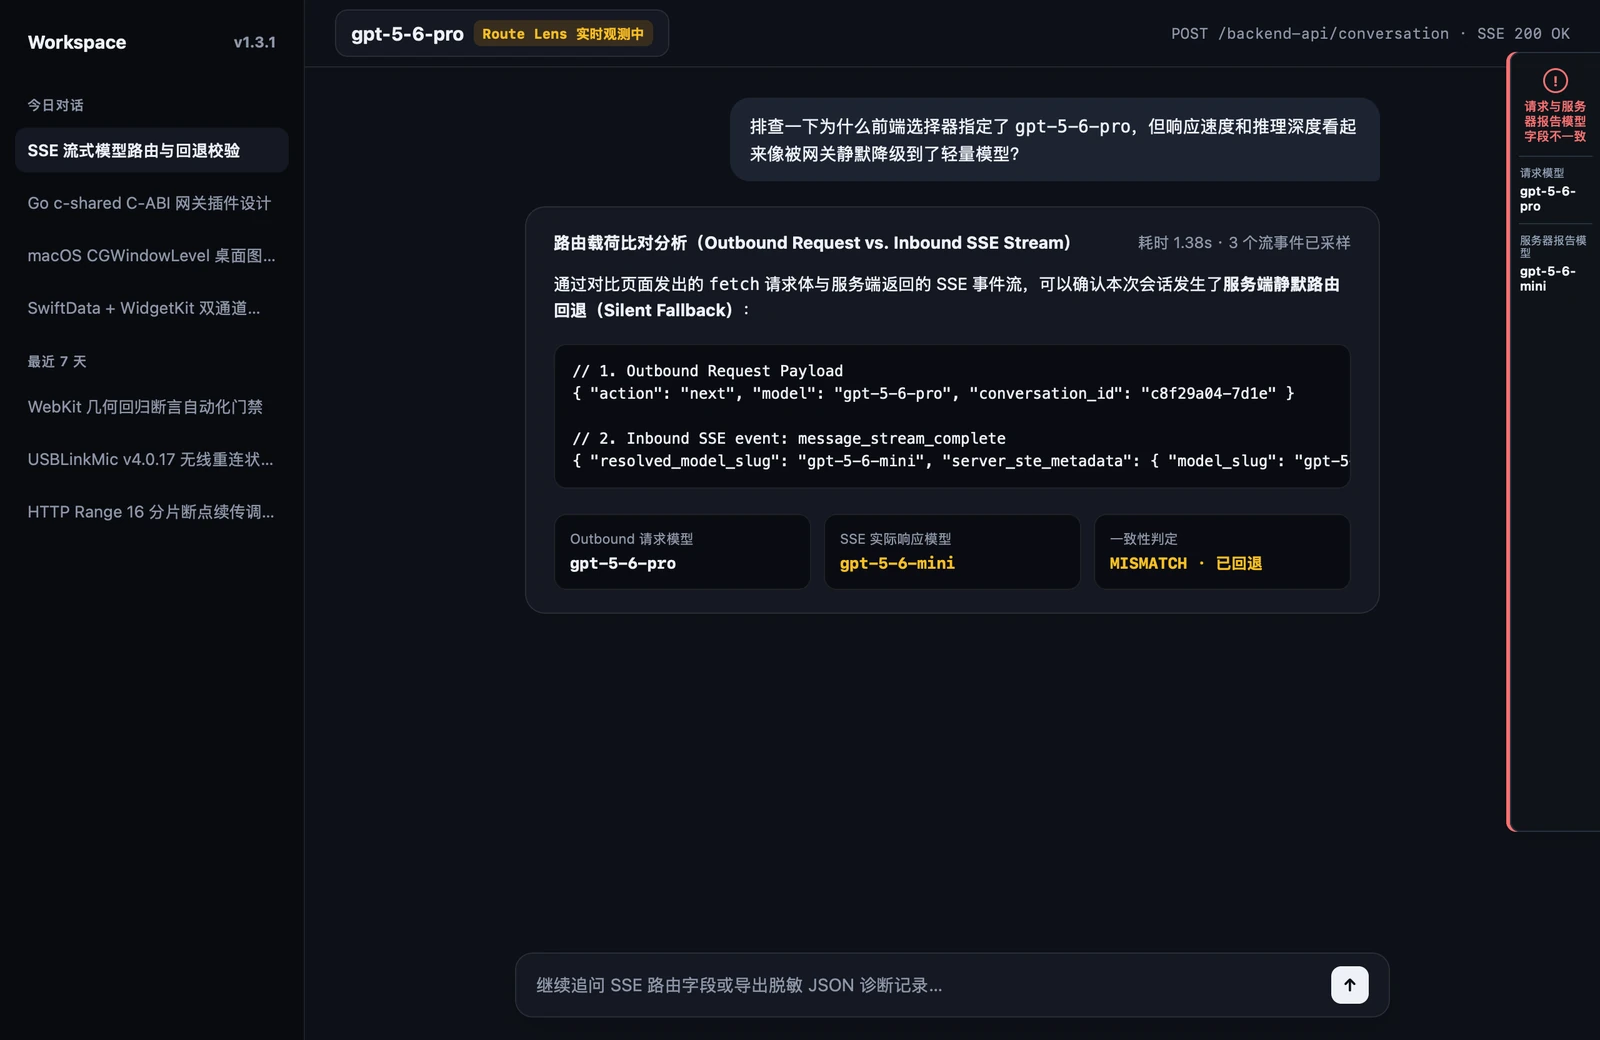 Workspace
v1.3.1
今日对话
SSE 流式模型路由与回退校验
Go c-shared C-ABI 网关插件设计
macOS CGWindowLevel 桌面图...
SwiftData + WidgetKit 双通道...
最近 7 天
WebKit 几何回归断言自动化门禁
USBLinkMic v4.0.17 无线重连状...
HTTP Range 16 分片断点续传调...
gpt-5-6-pro
Route Lens 实时观测中
POST /backend-api/conversation · SSE 200 OK
排查一下为什么前端选择器指定了 gpt-5-6-pro，但响应速度和推理深度看起
来像被网关静默降级到了轻量模型？
路由载荷比对分析（Outbound Request vs. Inbound SSE Stream）
耗时 1.38s · 3 个流事件已采样
通过对比页面发出的 fetch 请求体与服务端返回的 SSE 事件流，可以确认本次会话发生了服务端静默路由
回退（Silent Fallback）：
// 1. Outbound Request Payload
{ "action": "next", "model": "gpt-5-6-pro", "conversation_id": "c8f29a04-7d1e" }
// 2. Inbound SSE event: message_stream_complete
{ "resolved_model_slug": "gpt-5-6-mini", "server_ste_metadata": { "model_slug": "gpt-5-
Outbound 请求模型
gpt-5-6-pro
SSE 实际响应模型
gpt-5-6-mini
一致性判定
MISMATCH · 已回退
继续追问 SSE 路由字段或导出脱敏 JSON 诊断记录...
请求与服务
器报告模型
字段不一致
请求模型
gpt-5-6-
pro
服务器报告模
型
gpt-5-6-
mini